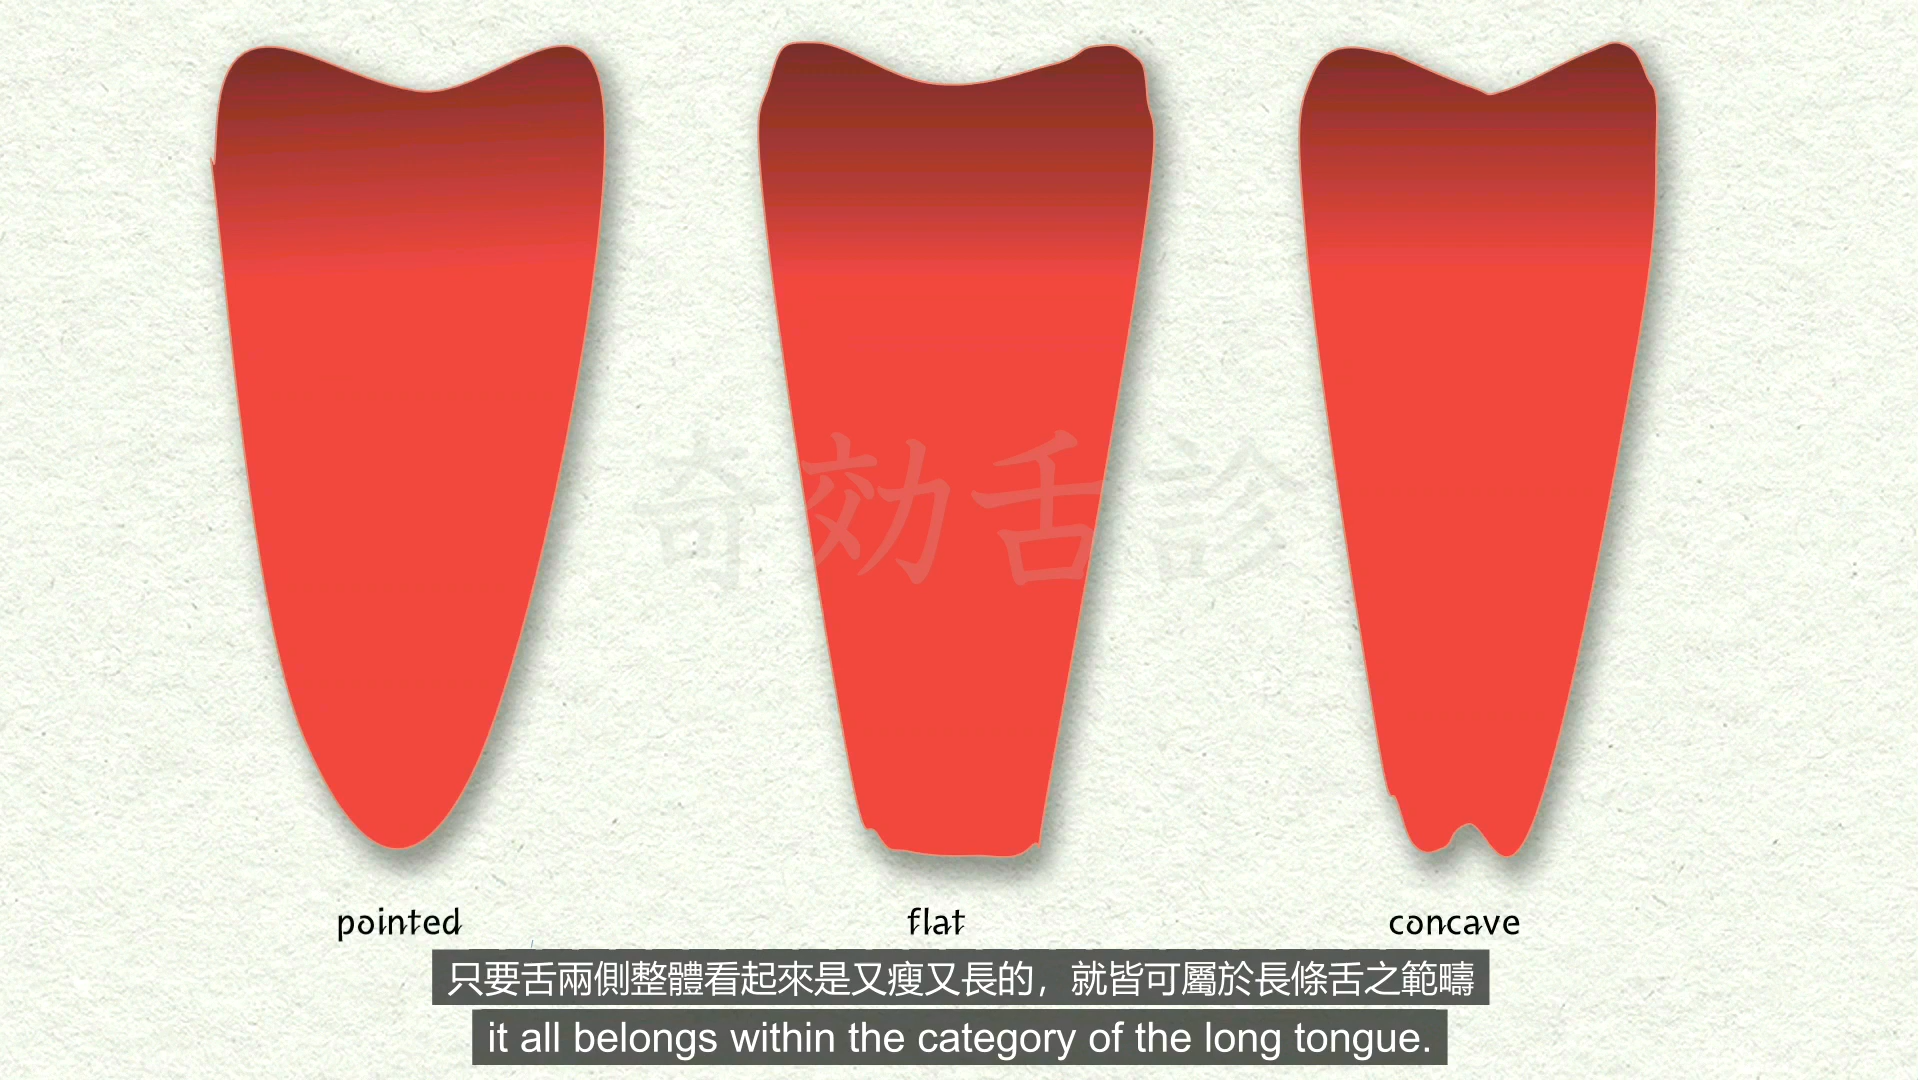 奇効舌診
pointed
flat
concave
只要舌兩側整體看起來是又瘦又長的，就皆可屬於長條舌之範疇
it all belongs within the category of the long tongue.